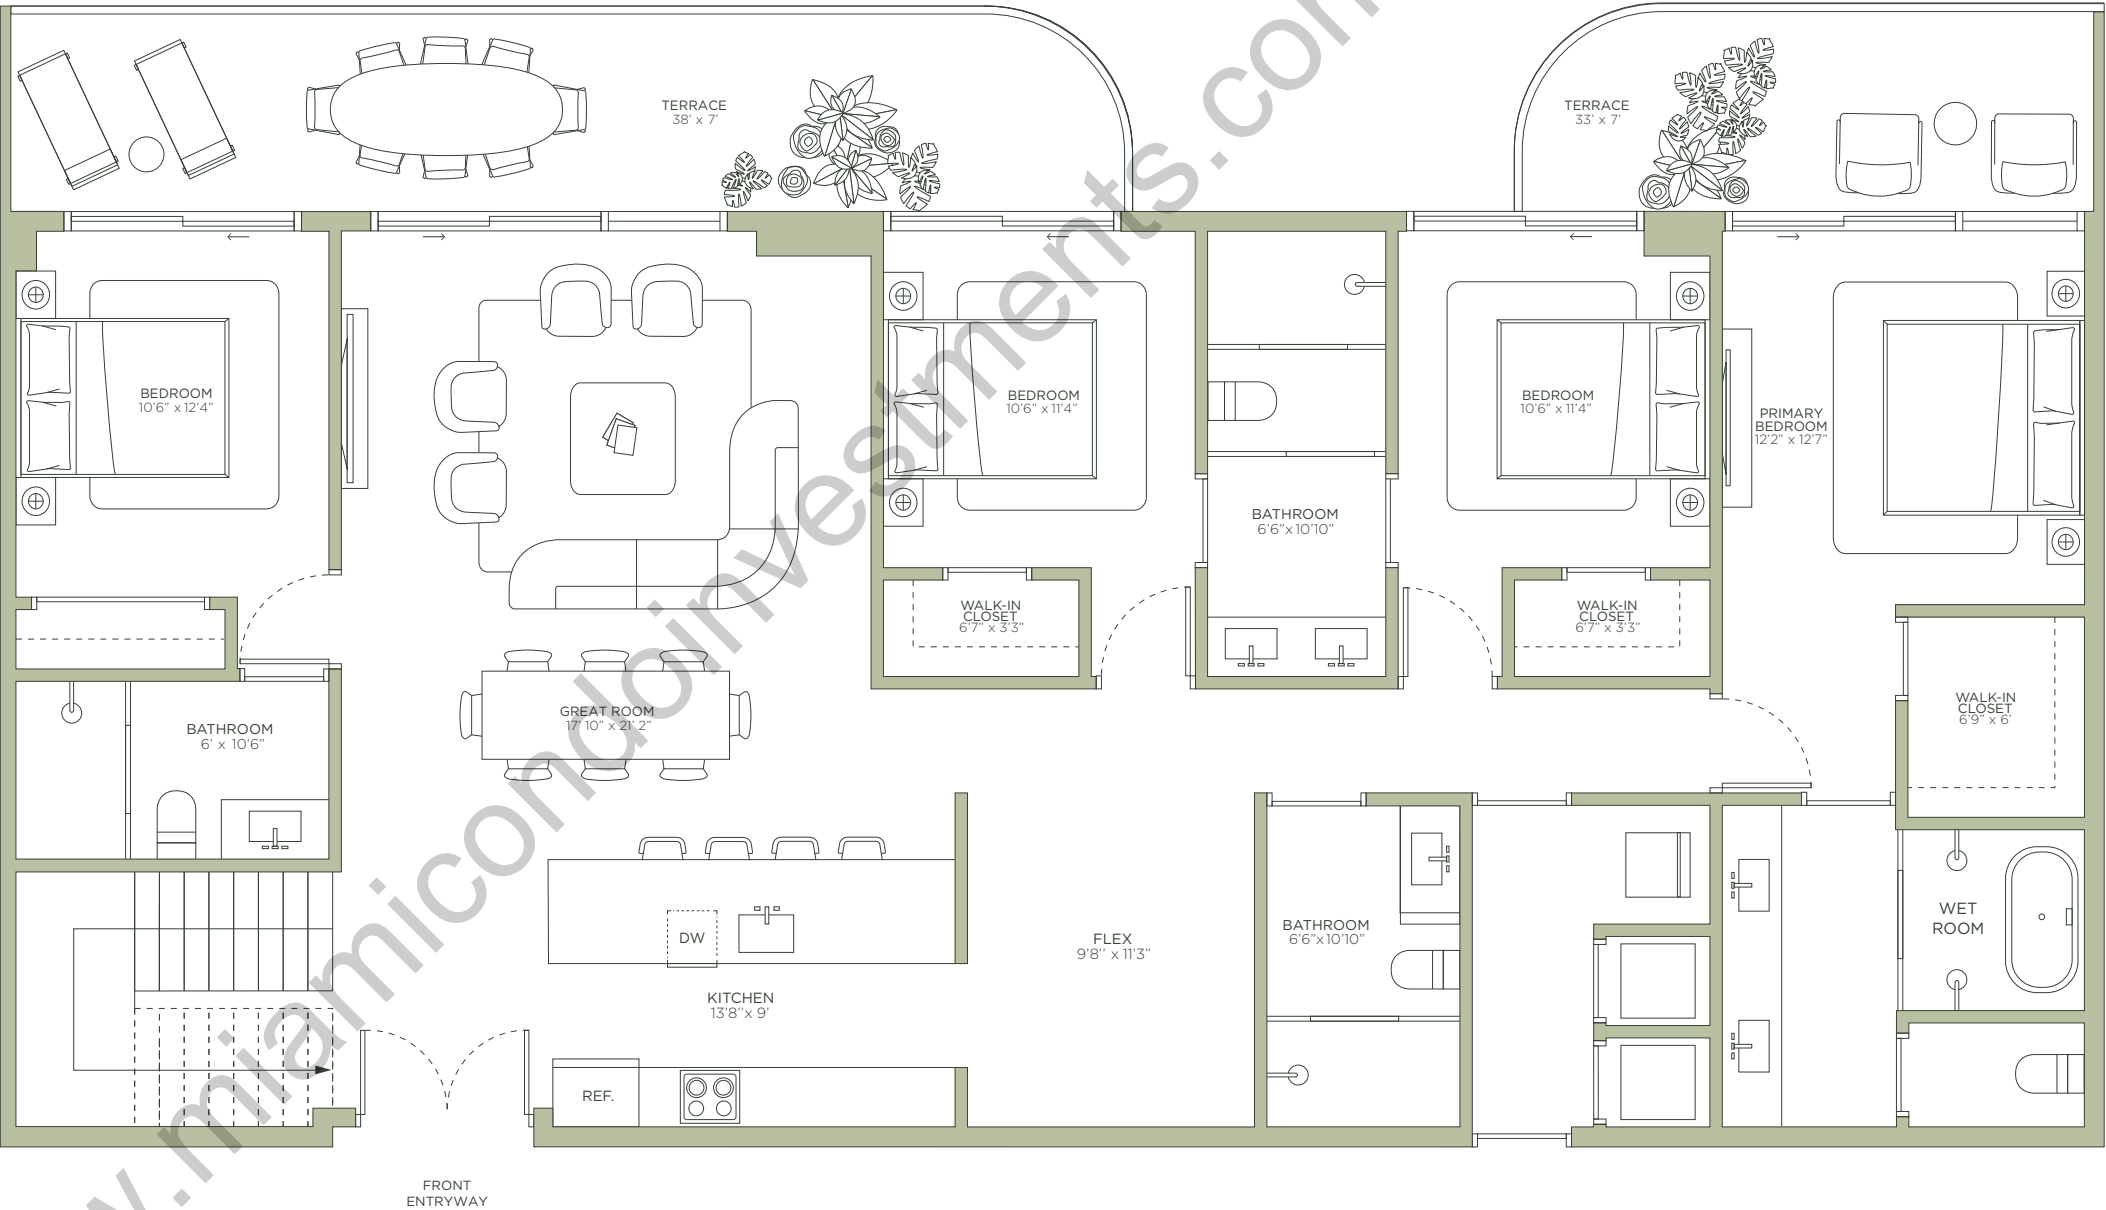 TERRACE
38' x 7'
TERRACE
33' x 7'
BEDROOM
10'6" x 12'4"
BEDROOM
10'6" x 11'4"
BEDROOM
10'6" x 11'4"
PRIMARY
BEDROOM
12'2" x 12'7"
BATHROOM
6'6"x10'10"
WALK-IN
CLOSET
6'7" x 3'3"
WALK-IN
CLOSET
6'7" x 3'3"
WALK-IN
CLOSET
6'9" x 6'
GREAT ROOM
17' 10" x 21' 2"
BATHROOM
6' x 10'6"
DW
KITCHEN
13'8''x 9'
REF.
FLEX
9'8'' x 11'3"
BATHROOM
6'6"x10'10"
WET
ROOM
FRONT
ENTRYWAY
w.miamicondoinvestments.com